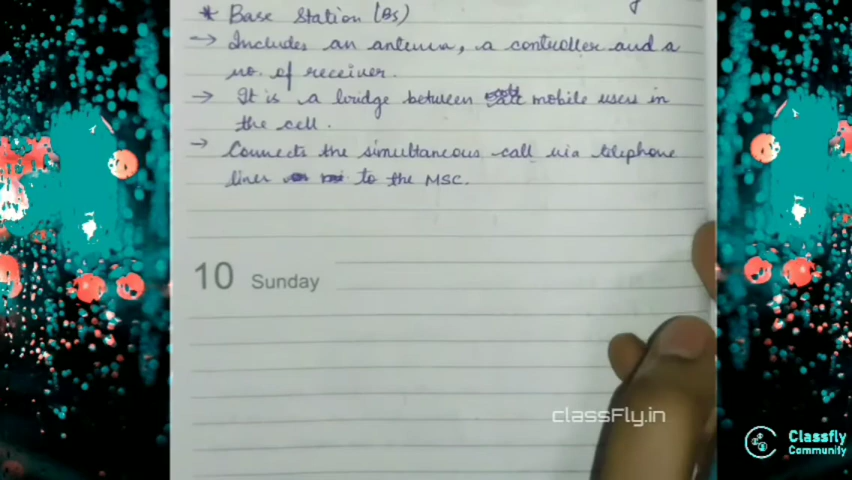 * Base Station (Bs)
→ Includes an antenna, a controller and a
no. of receiver.
→ It is a bridge between mobile users in
the cell.
→ Connects the simultaneous call via telephone
lines to the MSC.
10 Sunday
classFly.in
Classfly
Community